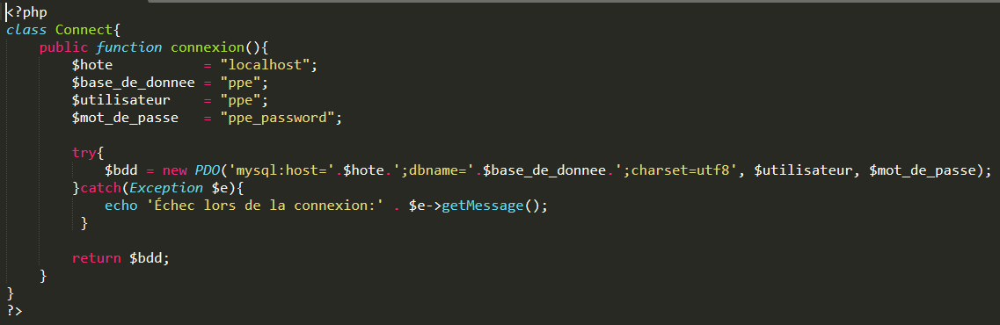 <?php
class Connect{
    public function connexion(){
        $hote           = "localhost";
        $base_de_donnee = "ppe";
        $utilisateur    = "ppe";
        $mot_de_passe   = "ppe_password";

        try{
            $bdd = new PDO('mysql:host='.$hote.';dbname='.$base_de_donnee.';charset=utf8', $utilisateur, $mot_de_passe);
        }catch(Exception $e){
            echo 'Échec lors de la connexion:' . $e->getMessage();
         }

        return $bdd;
    }
}
?>